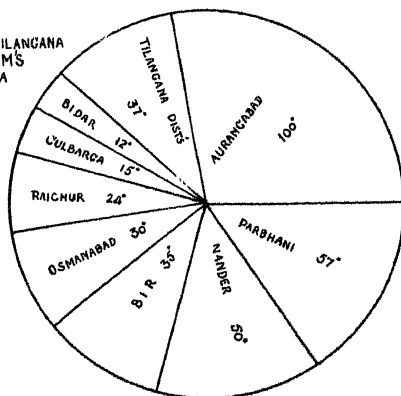 ILANGANA
M'S
A
TILANGANA DISTS
37°
AURANGABAD
100°
BIDAR 12°
GULBARGA 15°
RAICHUR 24°
OSMANABAD 30°
BIR 35°
NANDER
50°
PARBHANI
57°